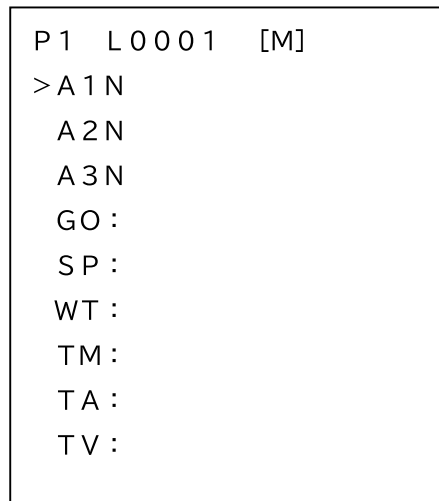 P1 L0001 [M]
>A1N
A2N
A3N
GO:
SP:
WT:
TM:
TA:
TV: